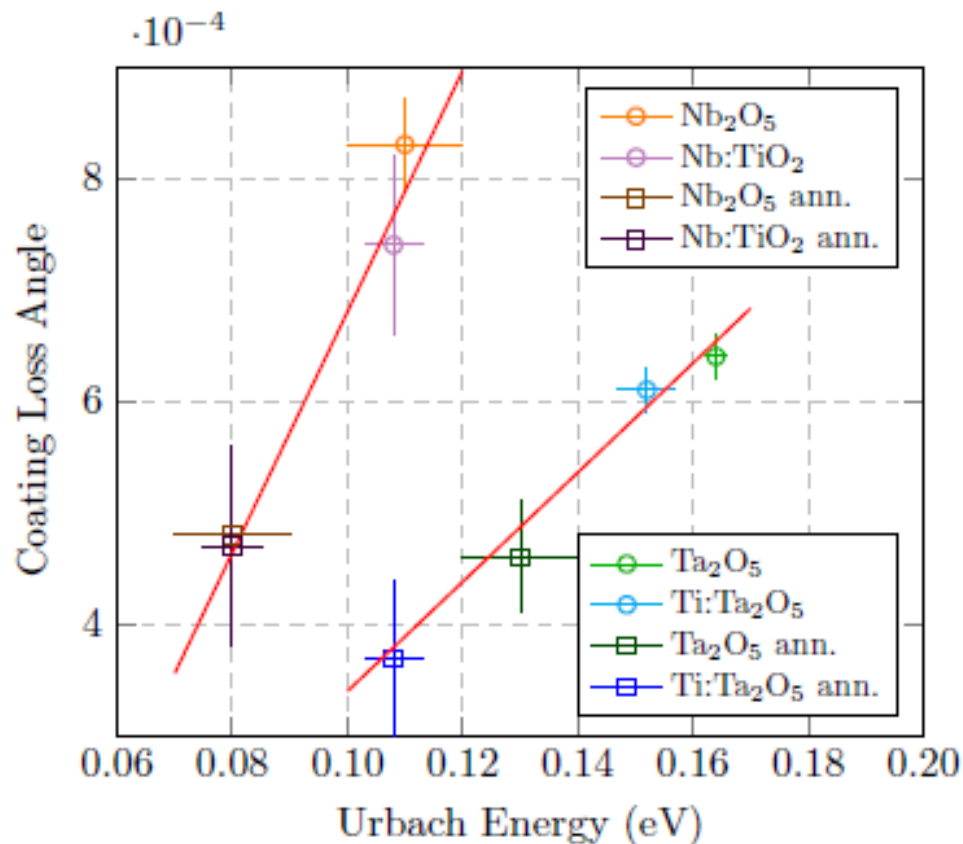 ·10⁻⁴
Coating Loss Angle
8
6
4
Nb₂O₅
Nb:TiO₂
Nb₂O₅ ann.
Nb:TiO₂ ann.
Ta₂O₅
Ti:Ta₂O₅
Ta₂O₅ ann.
Ti:Ta₂O₅ ann.
0.06 0.08 0.10 0.12 0.14 0.16 0.18 0.20
Urbach Energy (eV)